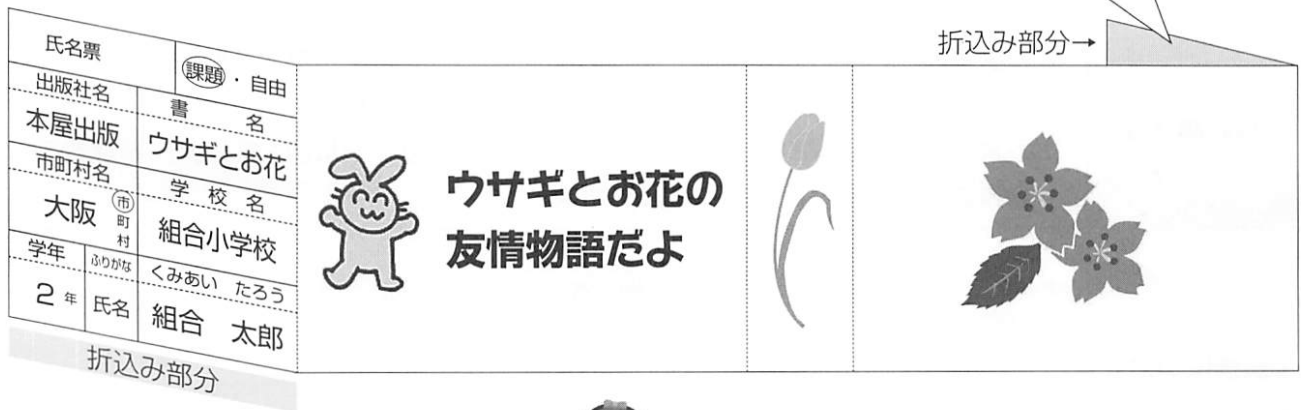 氏名票
課題・自由
出版社名
書名
本屋出版
ウサギとお花
市町村名
学校名
大阪
市
町
村
組合小学校
学年
ふりがな
くみあい たろう
2年
氏名
組合 太郎
折込み部分
ウサギとお花の
友情物語だよ
折込み部分→